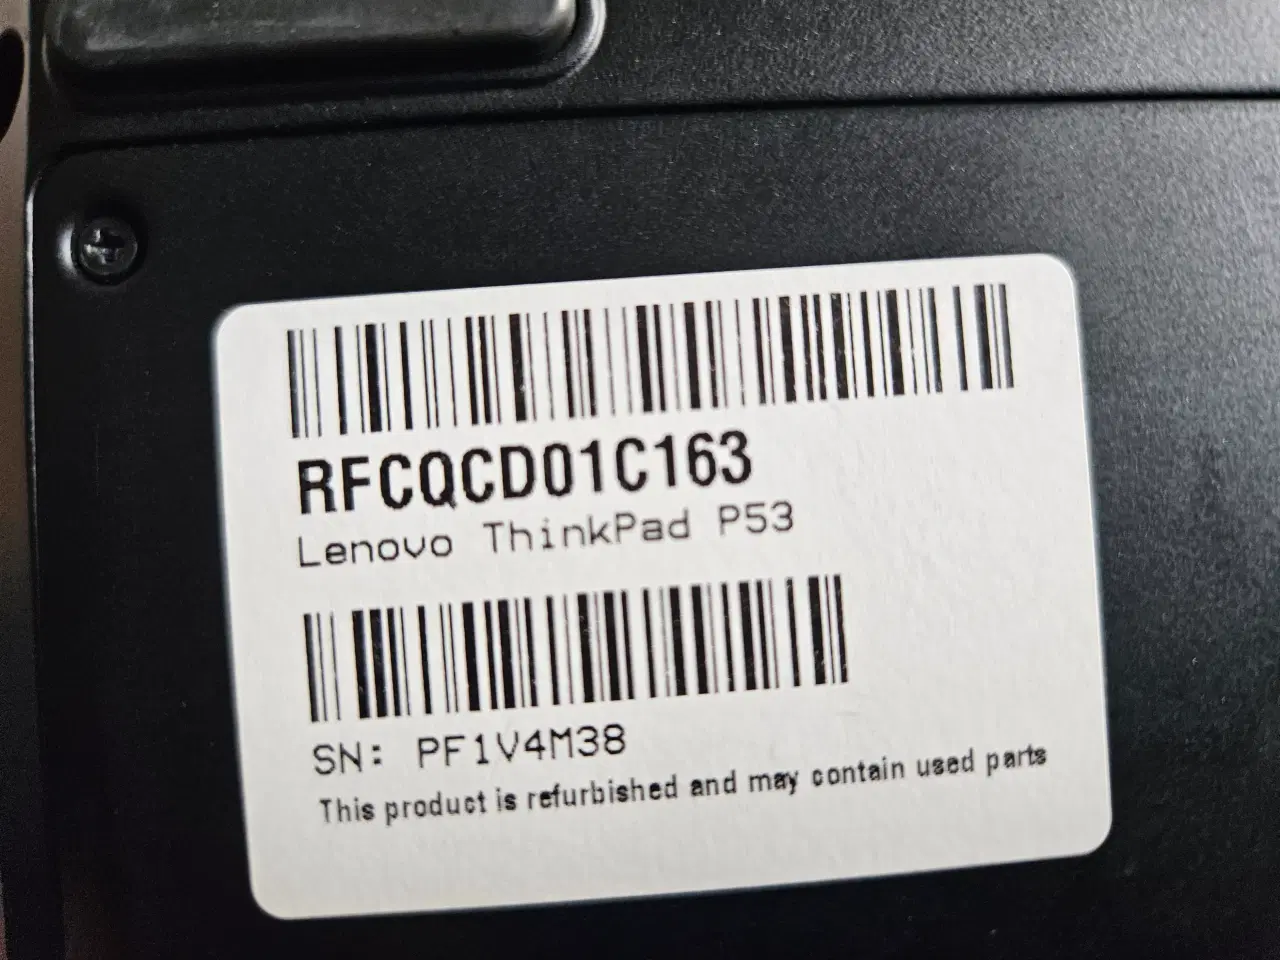 RFCQCD01C163
Lenovo ThinkPad P53
SN: PF1V4M38
This product is refurbished and may contain used parts